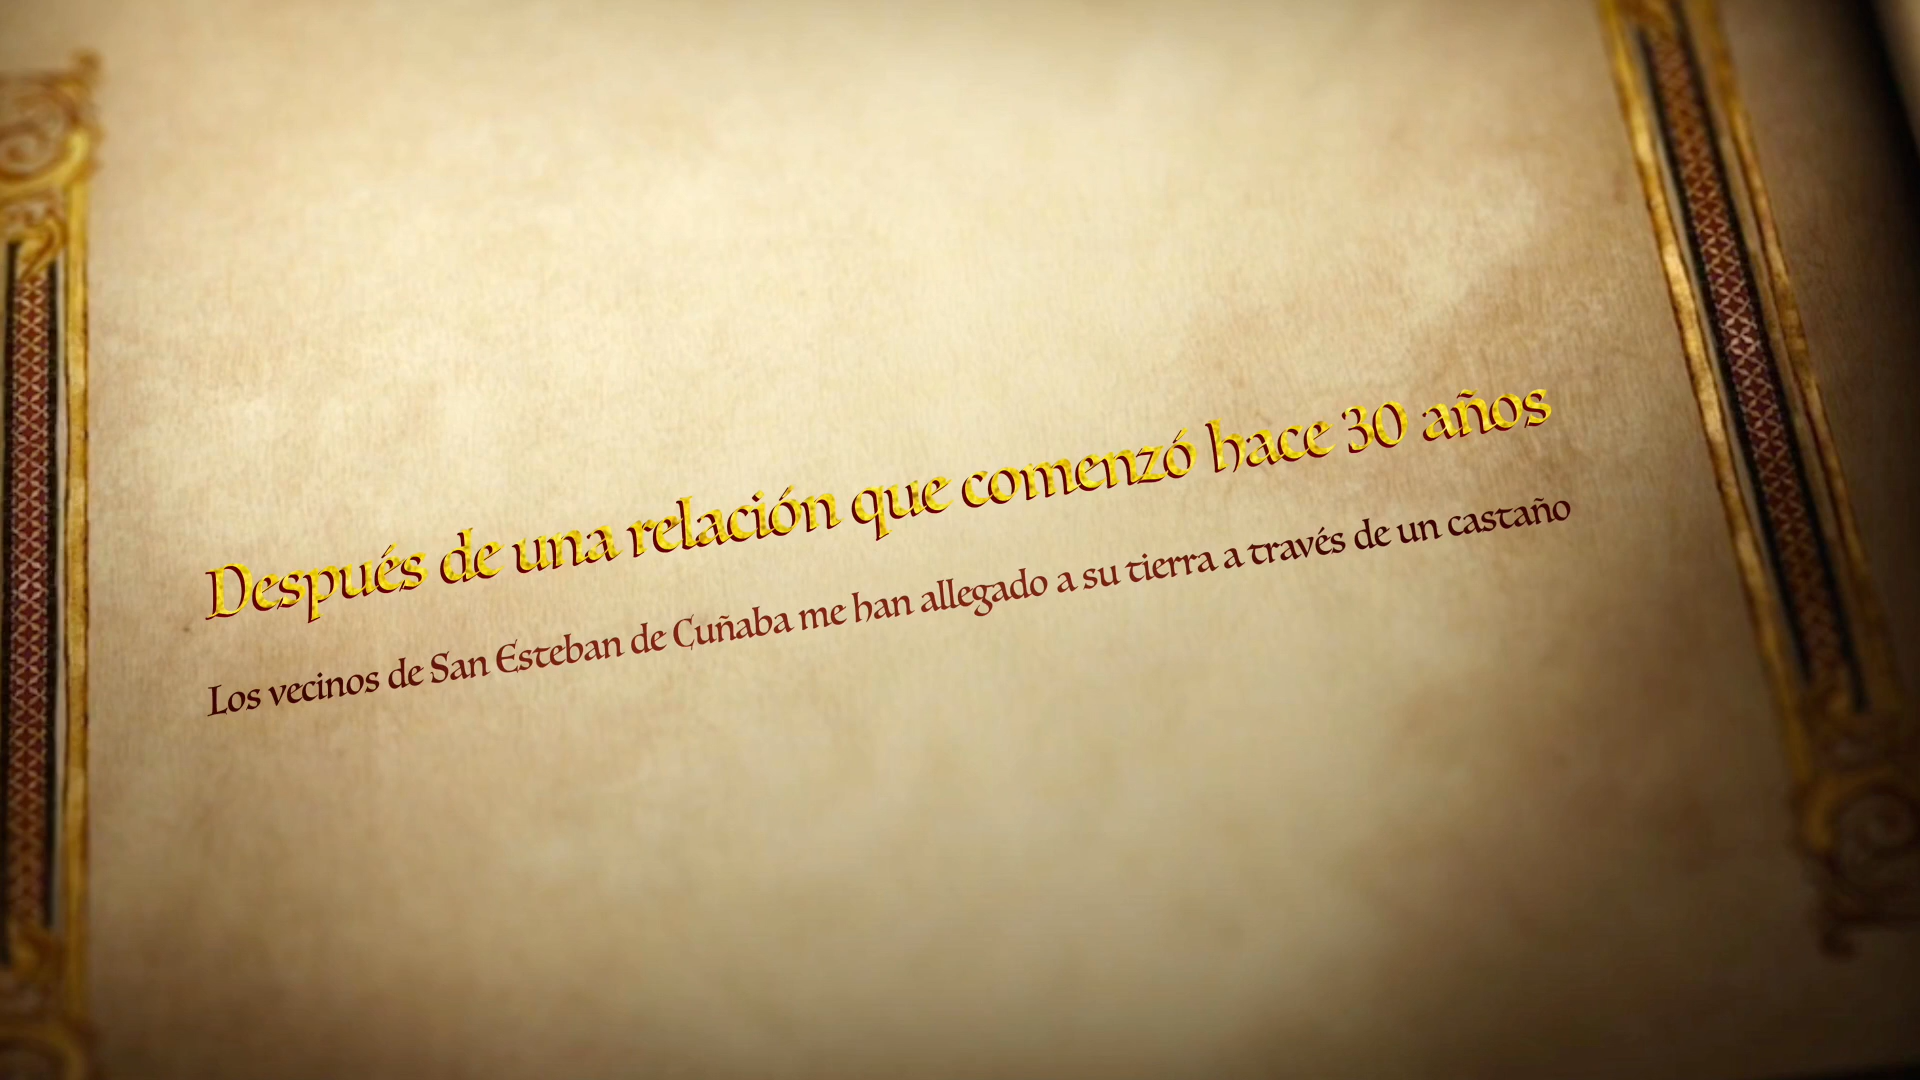 Después de una relación que comenzó hace 30 años
Los vecinos de San Esteban de Cuñaba me han allegado a su tierra a través de un castaño